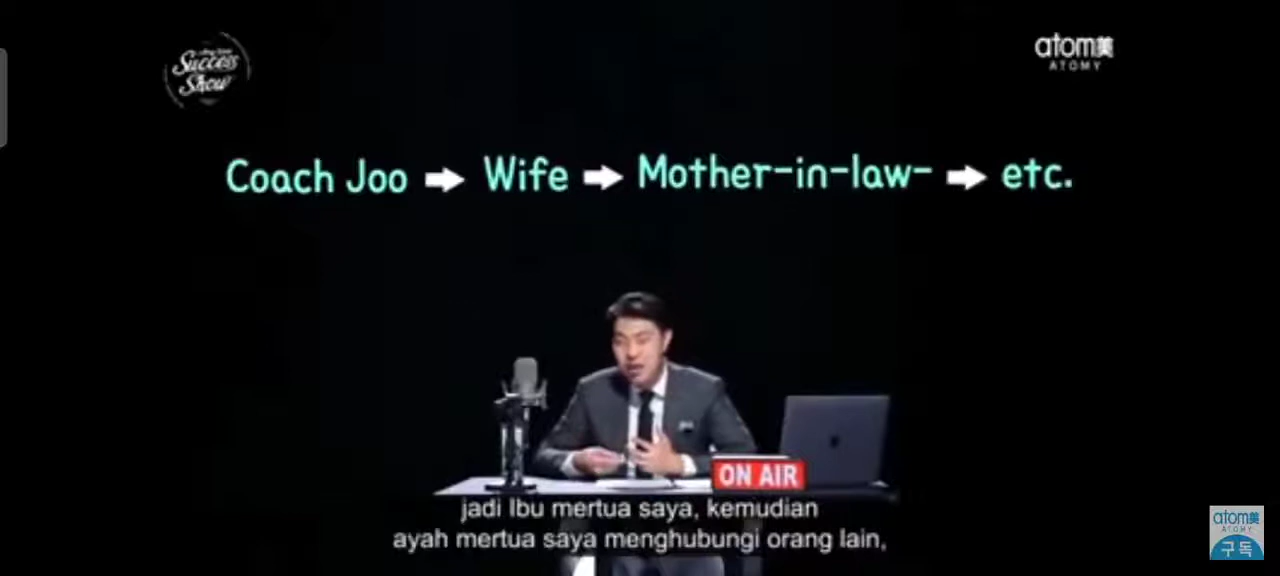 Success
Show
atom美
ATOMY
Coach Joo ➡ Wife ➡ Mother-in-law- ➡ etc.
ON AIR
jadi Ibu mertua saya, kemudian
ayah mertua saya menghubungi orang lain,
atom美
ATOMY
구독